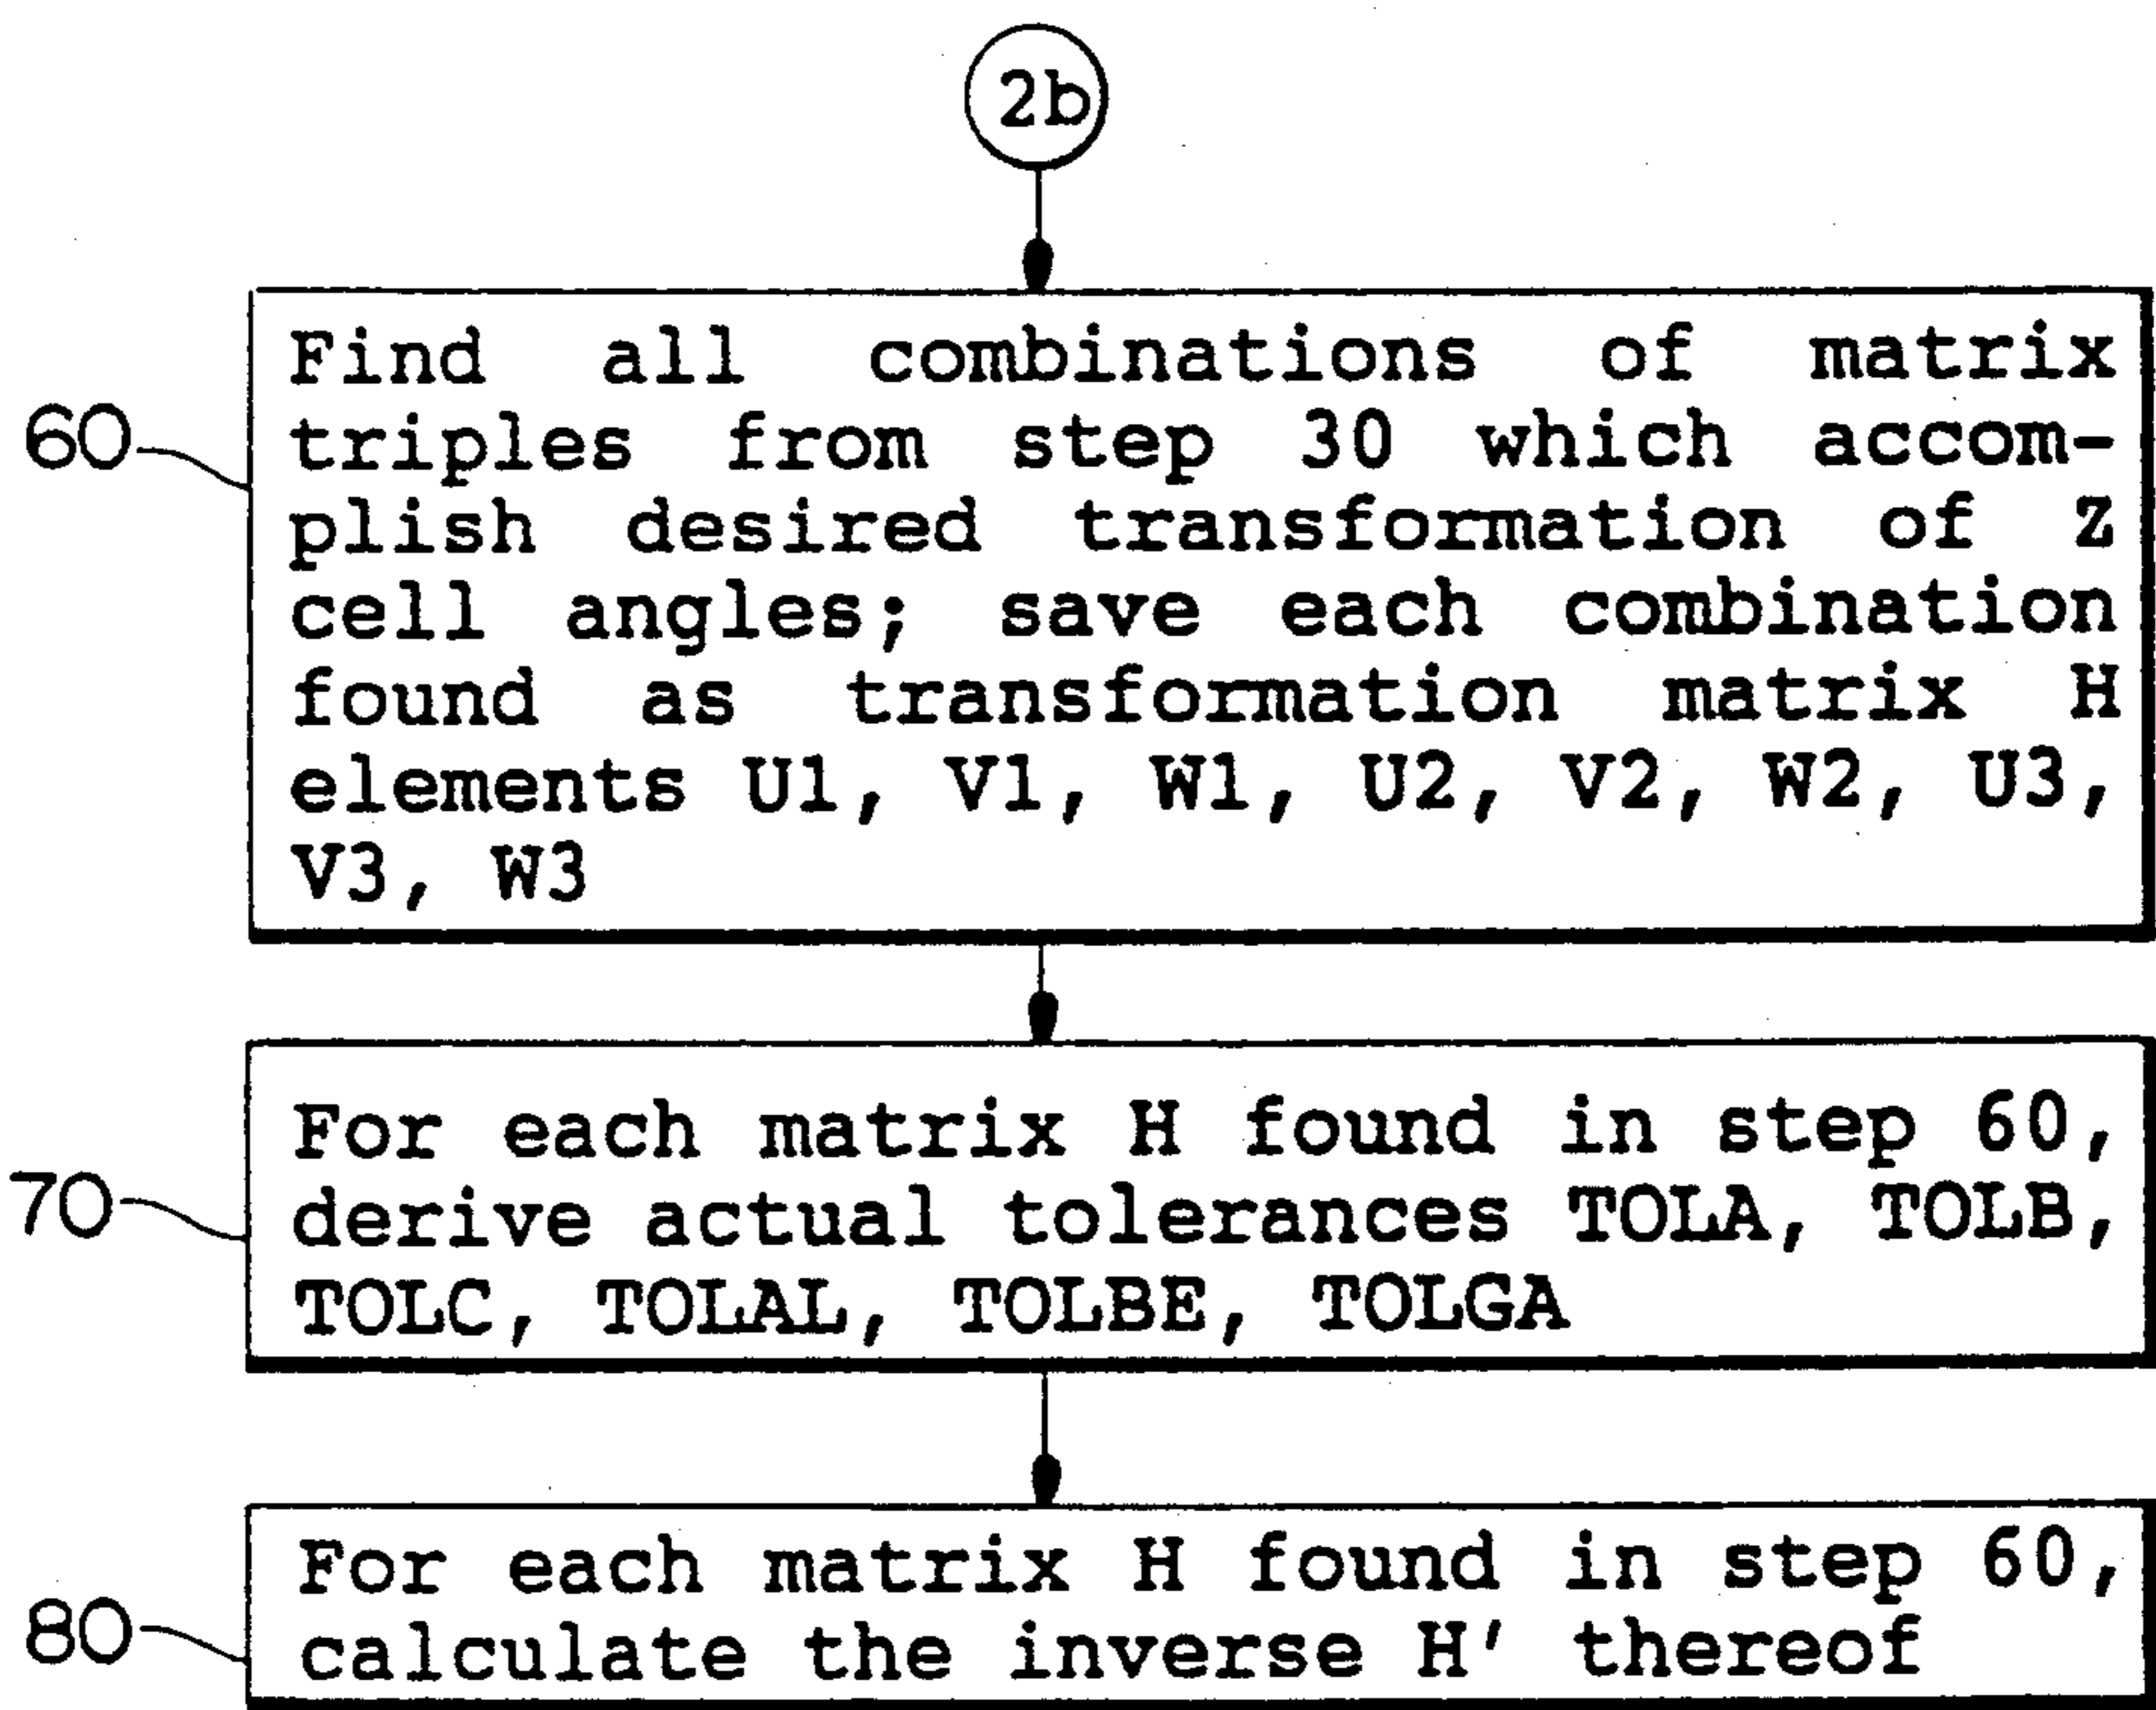 2b
60
Find all combinations of matrix
triples from step 30 which accom-
plish desired transformation of Z
cell angles; save each combination
found as transformation matrix H
elements U1, V1, W1, U2, V2, W2, U3,
V3, W3
70
For each matrix H found in step 60,
derive actual tolerances TOLA, TOLB,
TOLC, TOLAL, TOLBE, TOLGA
80
For each matrix H found in step 60,
calculate the inverse H' thereof